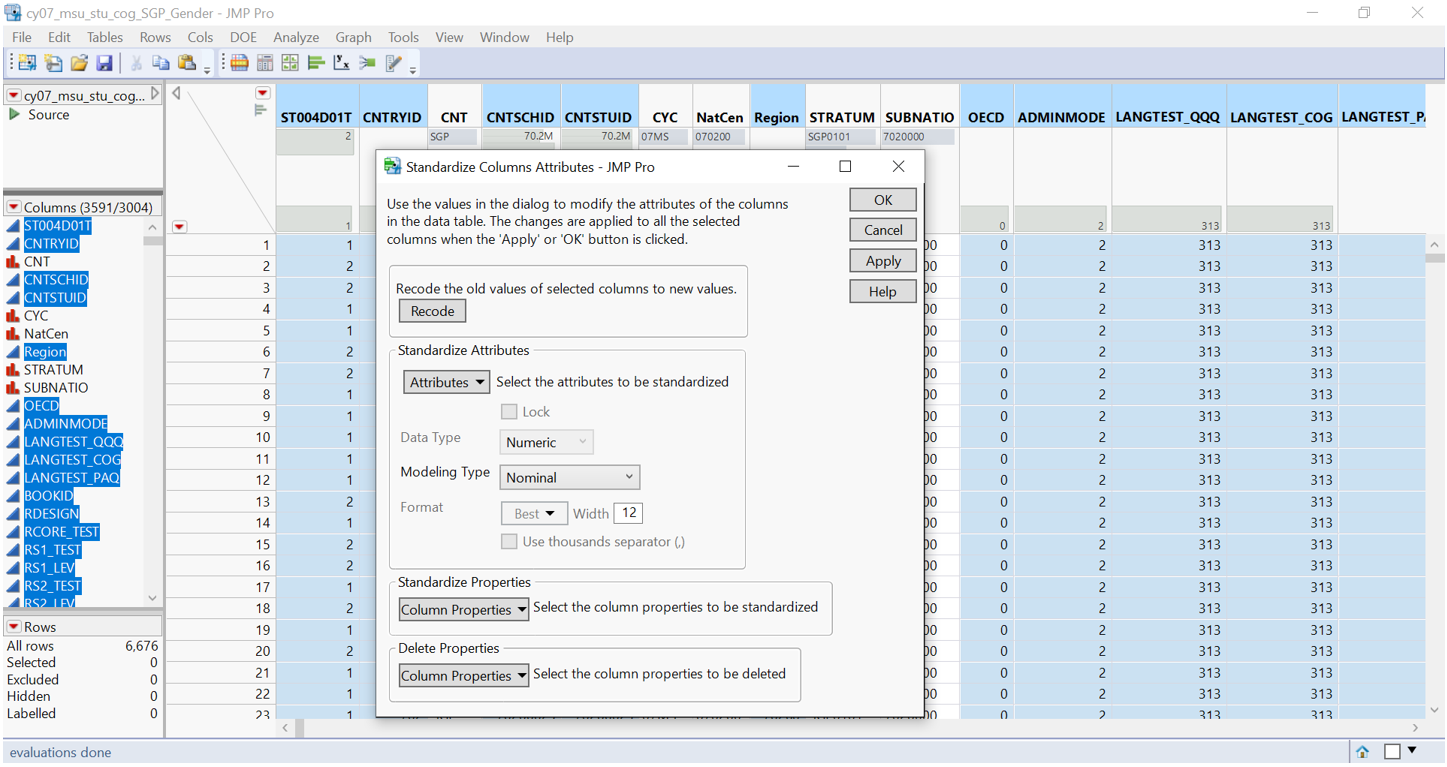 cy07_msu_stu_cog_SGP_Gender - JMP Pro
File Edit Tables Rows Cols DOE Analyze Graph Tools View Window Help
cy07_msu_stu_cog...
Source
Columns (3591/3004)
ST004D01T
CNTRYID
CNT
CNTSCHID
CNTSTUID
CYC
NatCen
Region
STRATUM
SUBNATIO
OECD
ADMINMODE
LANGTEST_QQQ
LANGTEST_COG
LANGTEST_PAQ
BOOKID
RDESIGN
RCORE_TEST
RS1_TEST
RS1_LEV
RS2_TEST
RS2_LEV
Rows
All rows 6,676
Selected 0
Excluded 0
Hidden 0
Labelled 0
ST004D01T CNTRYID CNT CNTSCHID CNTSTUID CYC NatCen Region STRATUM SUBNATIO OECD ADMINMODE LANGTEST_QQQ LANGTEST_COG LANGTEST_PA
2 SGP 70.2M 70.2M 07MS 070200 SGP0101 7020000
1 0 2 313 313
1 1 00 0 2 313 313
2 2 00 0 2 313 313
3 2 00 0 2 313 313
4 1 00 0 2 313 313
5 1 00 0 2 313 313
6 2 00 0 2 313 313
7 2 00 0 2 313 313
8 1 00 0 2 313 313
9 1 00 0 2 313 313
10 1 00 0 2 313 313
11 1 00 0 2 313 313
12 1 00 0 2 313 313
13 2 00 0 2 313 313
14 1 00 0 2 313 313
15 2 00 0 2 313 313
16 2 00 0 2 313 313
17 1 00 0 2 313 313
18 2 00 0 2 313 313
19 1 00 0 2 313 313
20 2 00 0 2 313 313
21 1 00 0 2 313 313
22 1 00 0 2 313 313
23 1 00 0 2 313 313
Standardize Columns Attributes - JMP Pro
Use the values in the dialog to modify the attributes of the columns
in the data table. The changes are applied to all the selected
columns when the 'Apply' or 'OK' button is clicked.
OK
Cancel
Apply
Help
Recode the old values of selected columns to new values.
Recode
Standardize Attributes
Attributes Select the attributes to be standardized
Lock
Data Type Numeric
Modeling Type Nominal
Format Best Width 12
Use thousands separator (,)
Standardize Properties
Column Properties Select the column properties to be standardized
Delete Properties
Column Properties Select the column properties to be deleted
evaluations done